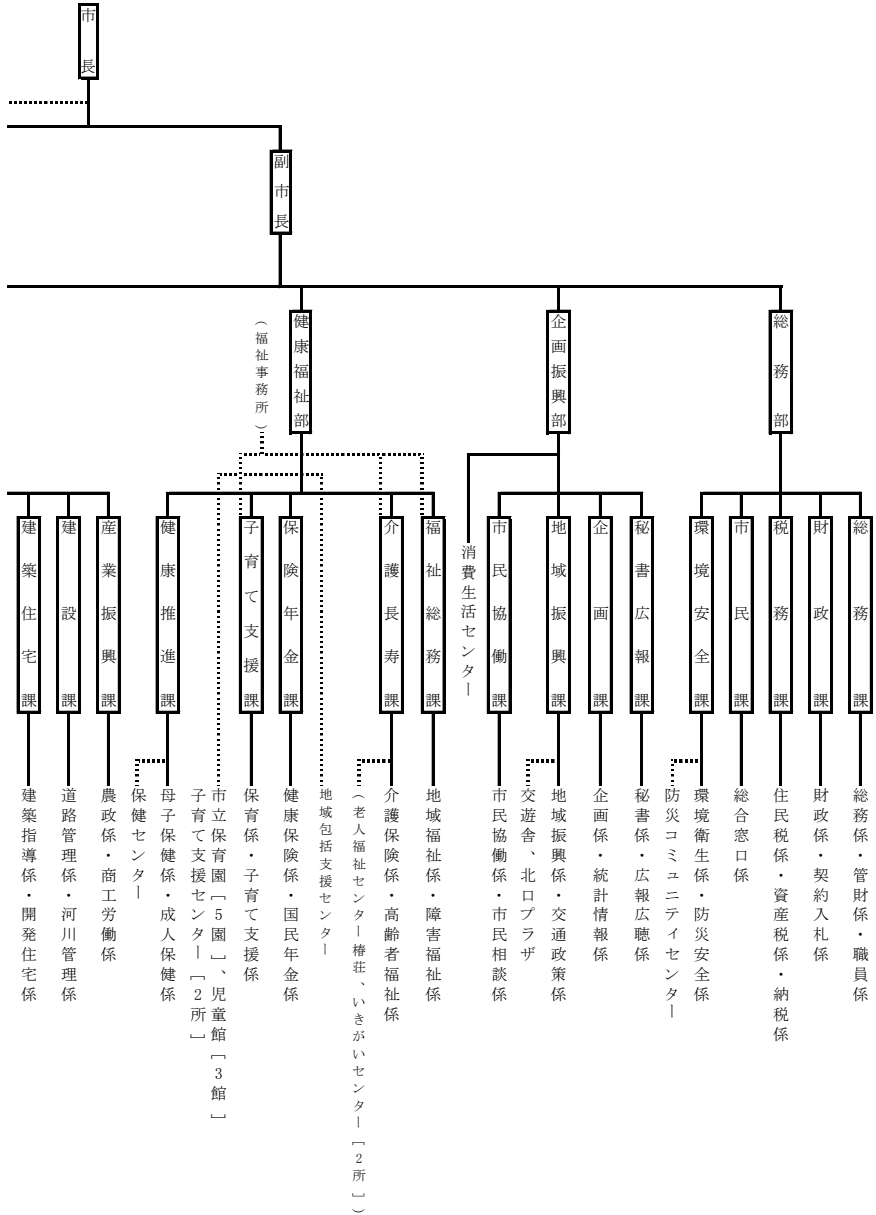 市長
副市長
総務部
企画振興部
健康福祉部
（福祉事務所）
総務課
財政課
税務課
市民課
環境安全課
秘書広報課
企画課
地域振興課
市民協働課
消費生活センター
福祉総務課
介護長寿課
保険年金課
子育て支援課
健康推進課
産業振興課
建設課
建築住宅課
総務係・管財係・職員係
財政係・契約入札係
住民税係・資産税係・納税係
総合窓口係
環境衛生係・防災安全係
防災コミュニティセンター
秘書係・広報広聴係
企画係・統計情報係
地域振興係・交通政策係
交遊舎、北口プラザ
市民協働係・市民相談係
地域福祉係・障害福祉係
介護保険係・高齢者福祉係
（老人福祉センター椿荘、いきがいセンター［2所］）
地域包括支援センター
健康保険係・国民年金係
保育係・子育て支援係
市立保育園［5園］、児童館［3館］
子育て支援センター［2所］
母子保健係・成人保健係
保健センター
農政係・商工労働係
道路管理係・河川管理係
建築指導係・開発住宅係